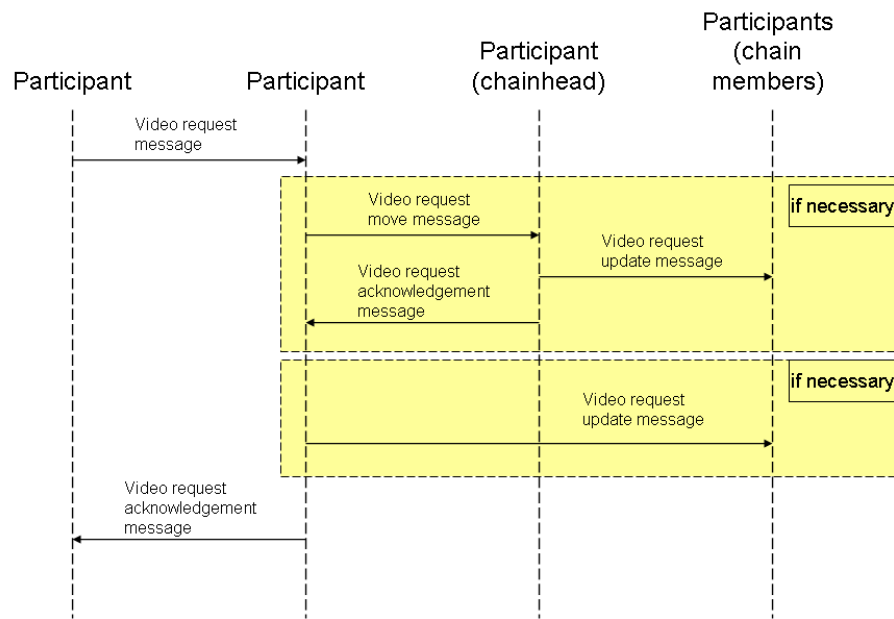 Participant
Participant
Participant
(chainhead)
Participants
(chain
members)
Video request
message
if necessary
Video request
move message
Video request
update message
Video request
acknowledgement
message
if necessary
Video request
update message
Video request
acknowledgement
message